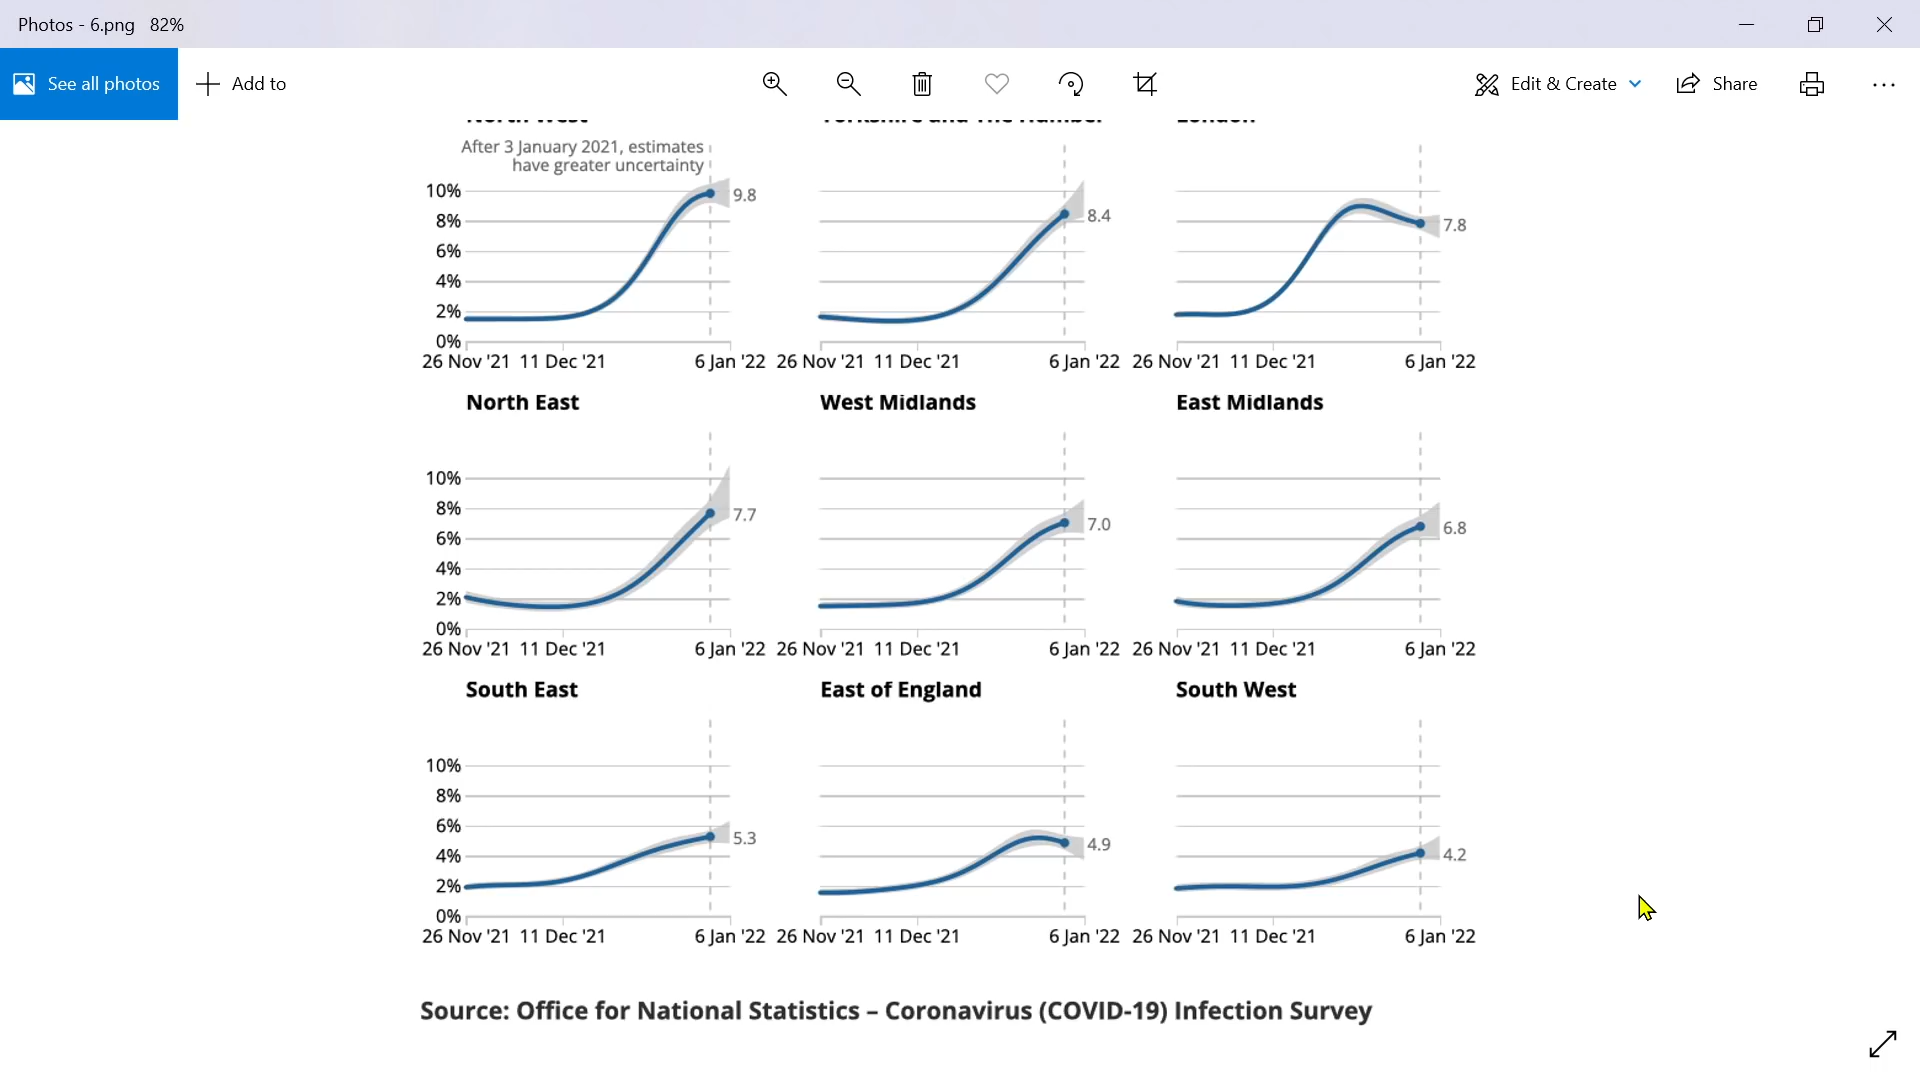 Photos - 6.png 82%
See all photos
Add to
Edit & Create
Share
North West
Yorkshire and The Humber
London
After 3 January 2021, estimates
have greater uncertainty
10%
8%
6%
4%
2%
0%
9.8
8.4
7.8
26 Nov '21 11 Dec '21 6 Jan '22 26 Nov '21 11 Dec '21 6 Jan '22 26 Nov '21 11 Dec '21 6 Jan '22
North East
West Midlands
East Midlands
10%
8%
6%
4%
2%
0%
7.7
7.0
6.8
26 Nov '21 11 Dec '21 6 Jan '22 26 Nov '21 11 Dec '21 6 Jan '22 26 Nov '21 11 Dec '21 6 Jan '22
South East
East of England
South West
10%
8%
6%
4%
2%
0%
5.3
4.9
4.2
26 Nov '21 11 Dec '21 6 Jan '22 26 Nov '21 11 Dec '21 6 Jan '22 26 Nov '21 11 Dec '21 6 Jan '22
Source: Office for National Statistics – Coronavirus (COVID-19) Infection Survey